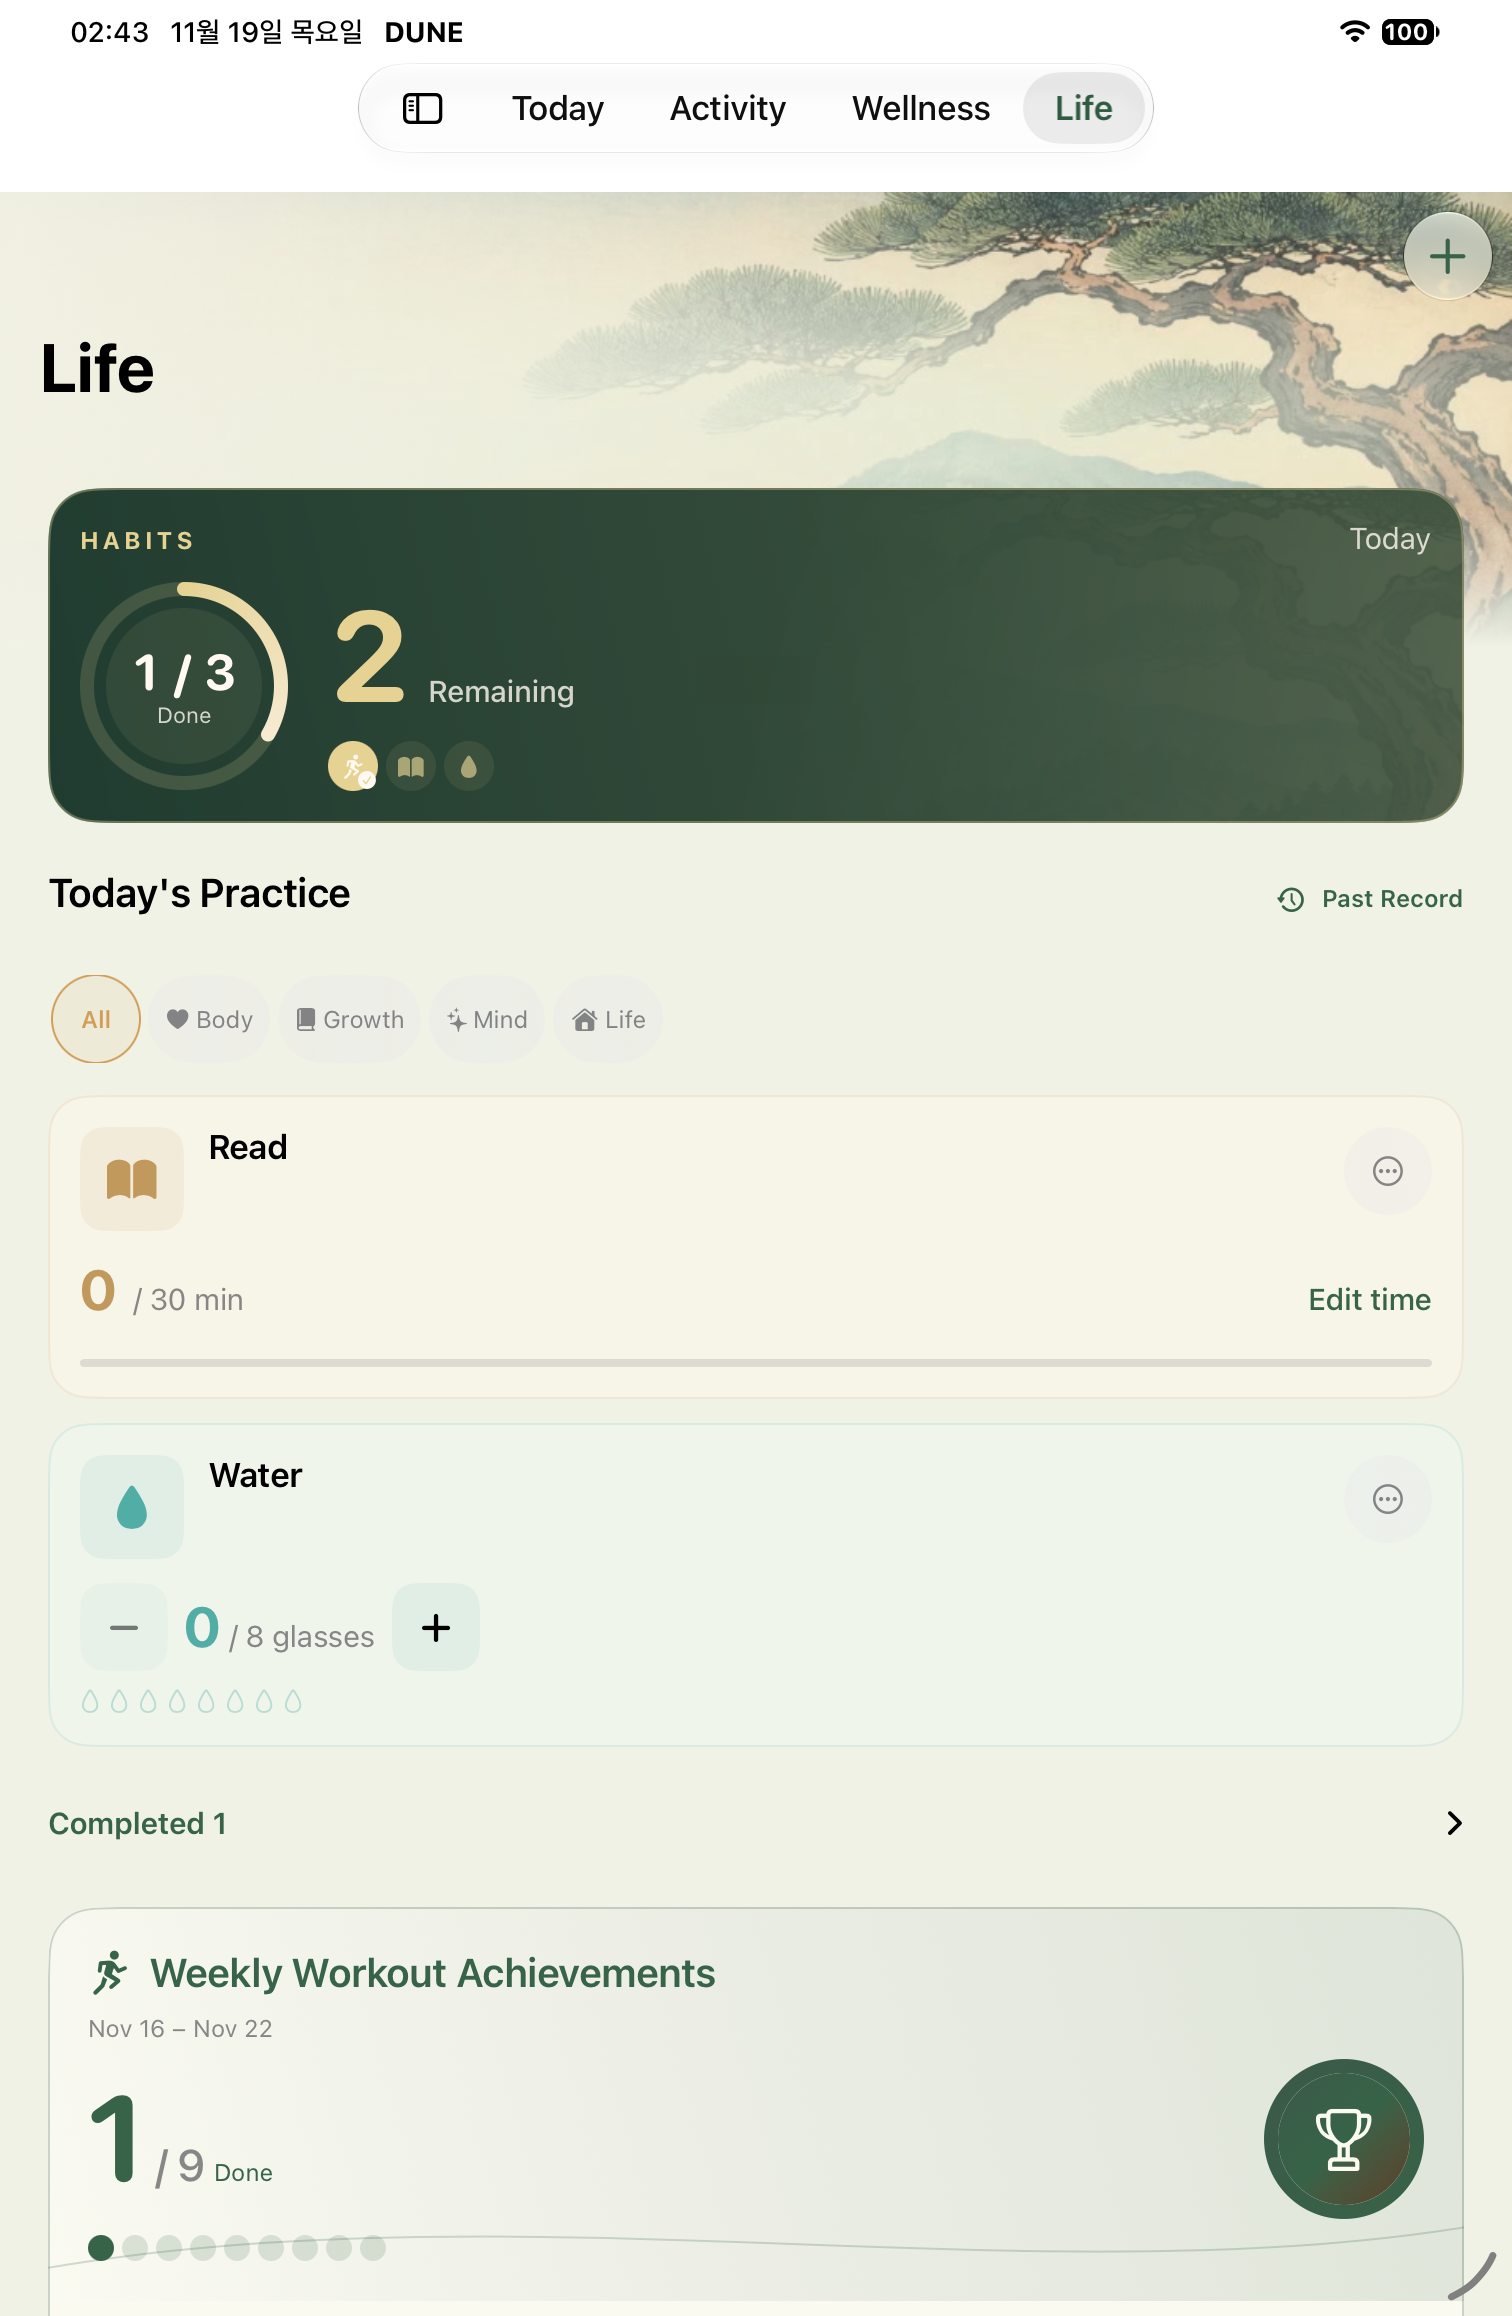 02:43 11월 19일 목요일 DUNE 100
Today Activity Wellness Life
Life
HABITS Today
1 / 3
Done
2 Remaining
Today's Practice Past Record
All Body Growth Mind Life
Read
0 / 30 min Edit time
Water
0 / 8 glasses
Completed 1
Weekly Workout Achievements
Nov 16 – Nov 22
1 / 9 Done